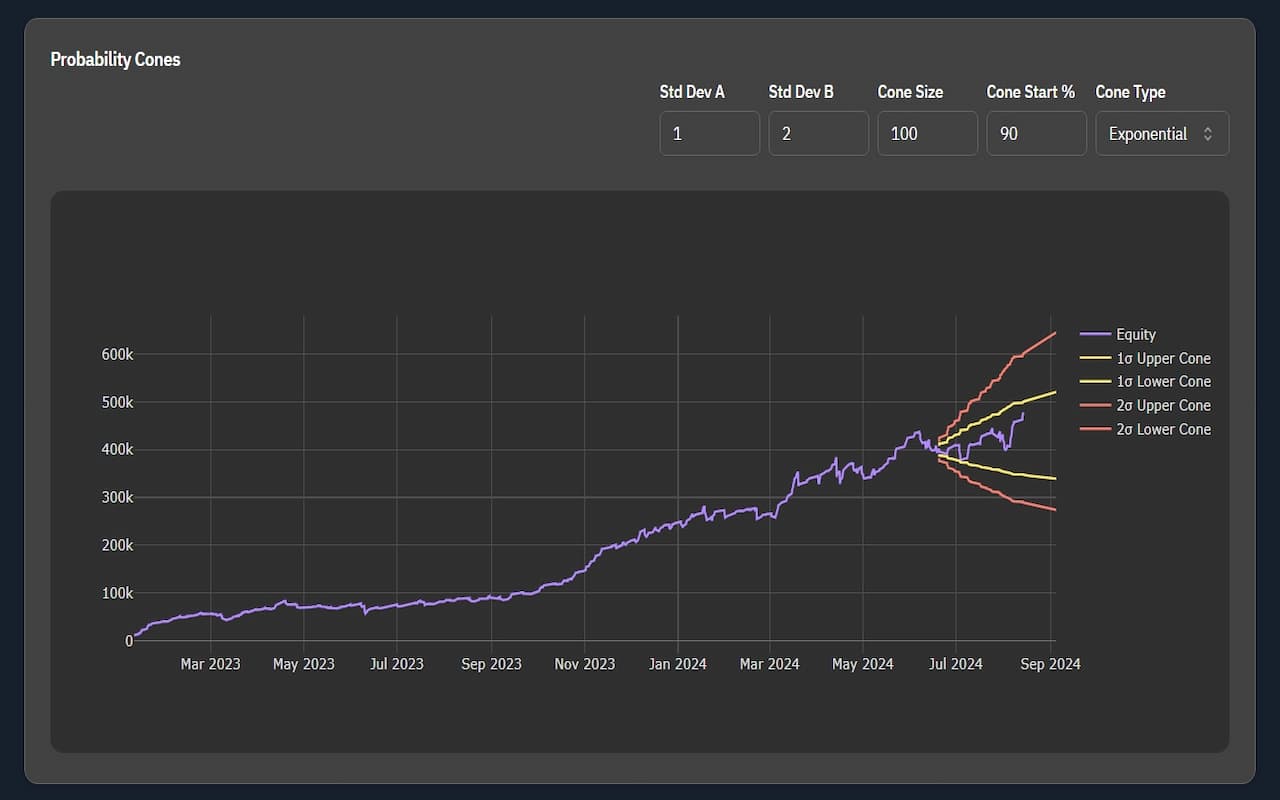 Probability Cones
Std Dev A Std Dev B Cone Size Cone Start % Cone Type
1 2 100 90 Exponential
600k
500k
400k
300k
200k
100k
0
Mar 2023 May 2023 Jul 2023 Sep 2023 Nov 2023 Jan 2024 Mar 2024 May 2024 Jul 2024 Sep 2024
Equity
1σ Upper Cone
1σ Lower Cone
2σ Upper Cone
2σ Lower Cone